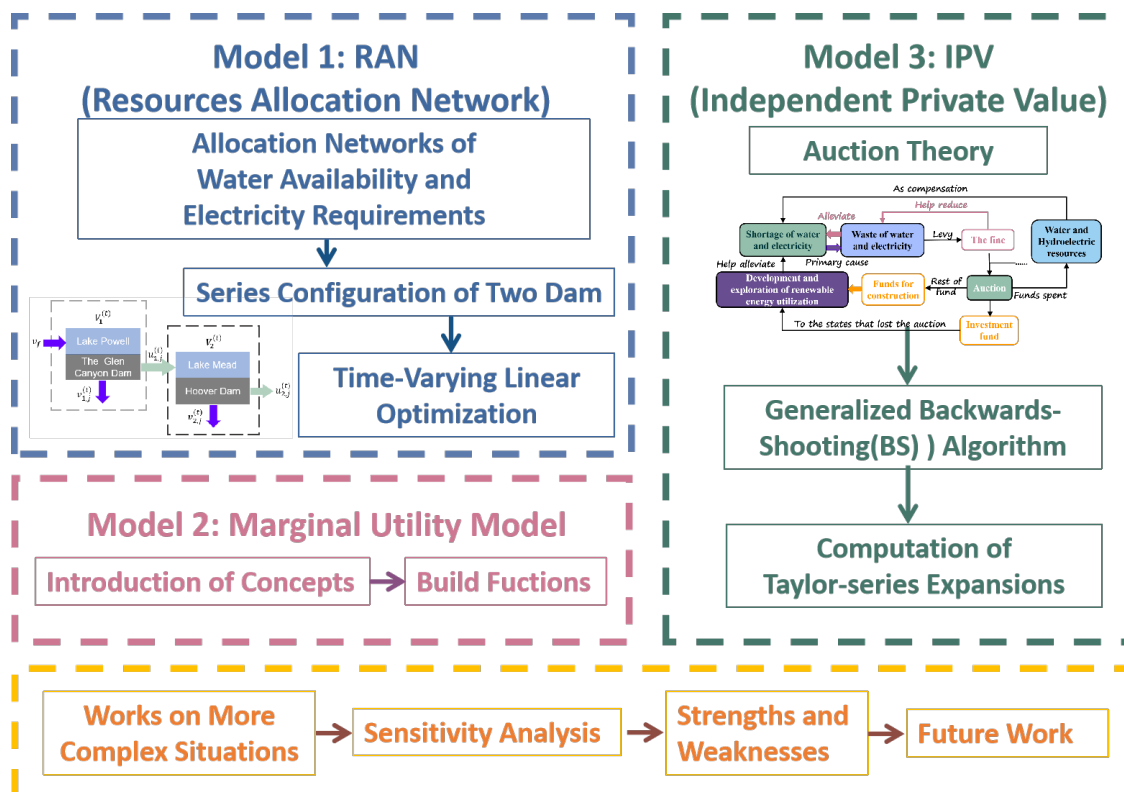 Model 1: RAN
(Resources Allocation Network)
Allocation Networks of
Water Availability and
Electricity Requirements
Series Configuration of Two Dam
Time-Varying Linear
Optimization
V₁⁽ᵗ⁾
v_f
Lake Powell
The Glen
Canyon Dam
V₂⁽ᵗ⁾
Lake Mead
Hoover Dam
Model 2: Marginal Utility Model
Introduction of Concepts
Build Fuctions
Model 3: IPV
(Independent Private Value)
Auction Theory
As compensation
Help reduce
Alleviate
Shortage of water
and electricity
Waste of water
and electricity
Levy
The fine
Water and
Hydroelectric
resources
Help alleviate
Primary cause
Development and
exploration of renewable
energy utilization
Funds for
construction
Rest of
fund
Auction
Funds spent
To the states that lost the auction
Investment
fund
Generalized Backwards-
Shooting(BS) ) Algorithm
Computation of
Taylor-series Expansions
Works on More
Complex Situations
Sensitivity Analysis
Strengths and
Weaknesses
Future Work